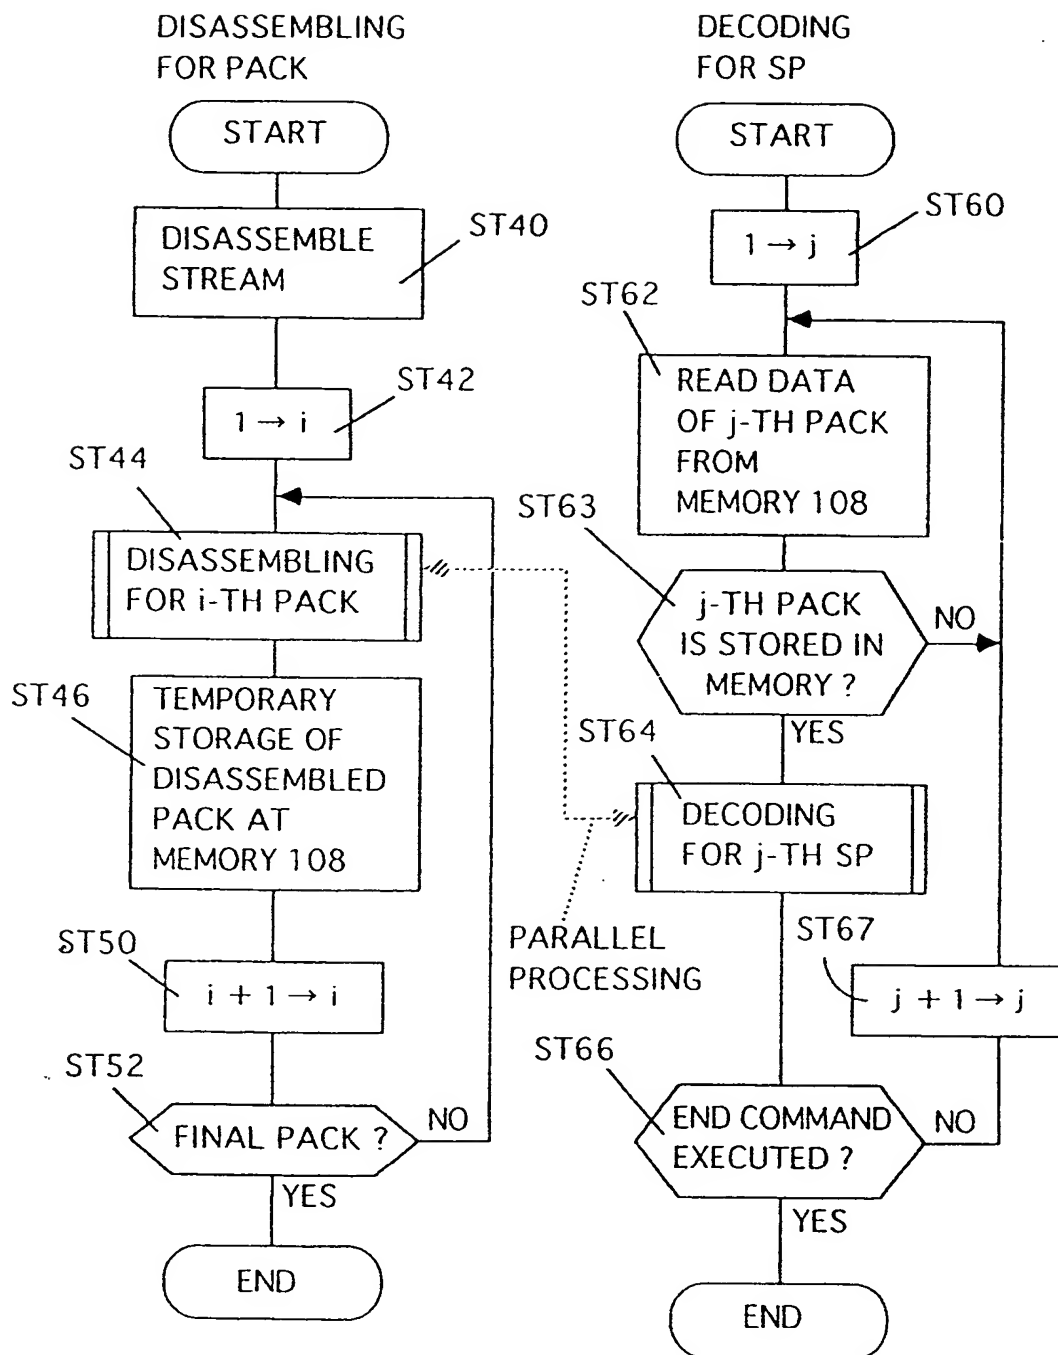 DISASSEMBLING
FOR PACK
START
DISASSEMBLE
STREAM
ST40
1 → i
ST42
ST44
DISASSEMBLING
FOR i-TH PACK
ST46
TEMPORARY
STORAGE OF
DISASSEMBLED
PACK AT
MEMORY 108
ST50
i + 1 → i
ST52
FINAL PACK ?
NO
YES
END
DECODING
FOR SP
START
ST60
1 → j
ST62
READ DATA
OF j-TH PACK
FROM
MEMORY 108
ST63
j-TH PACK
IS STORED IN
MEMORY ?
NO
YES
ST64
DECODING
FOR j-TH SP
PARALLEL
PROCESSING
ST67
j + 1 → j
ST66
END COMMAND
EXECUTED ?
NO
YES
END